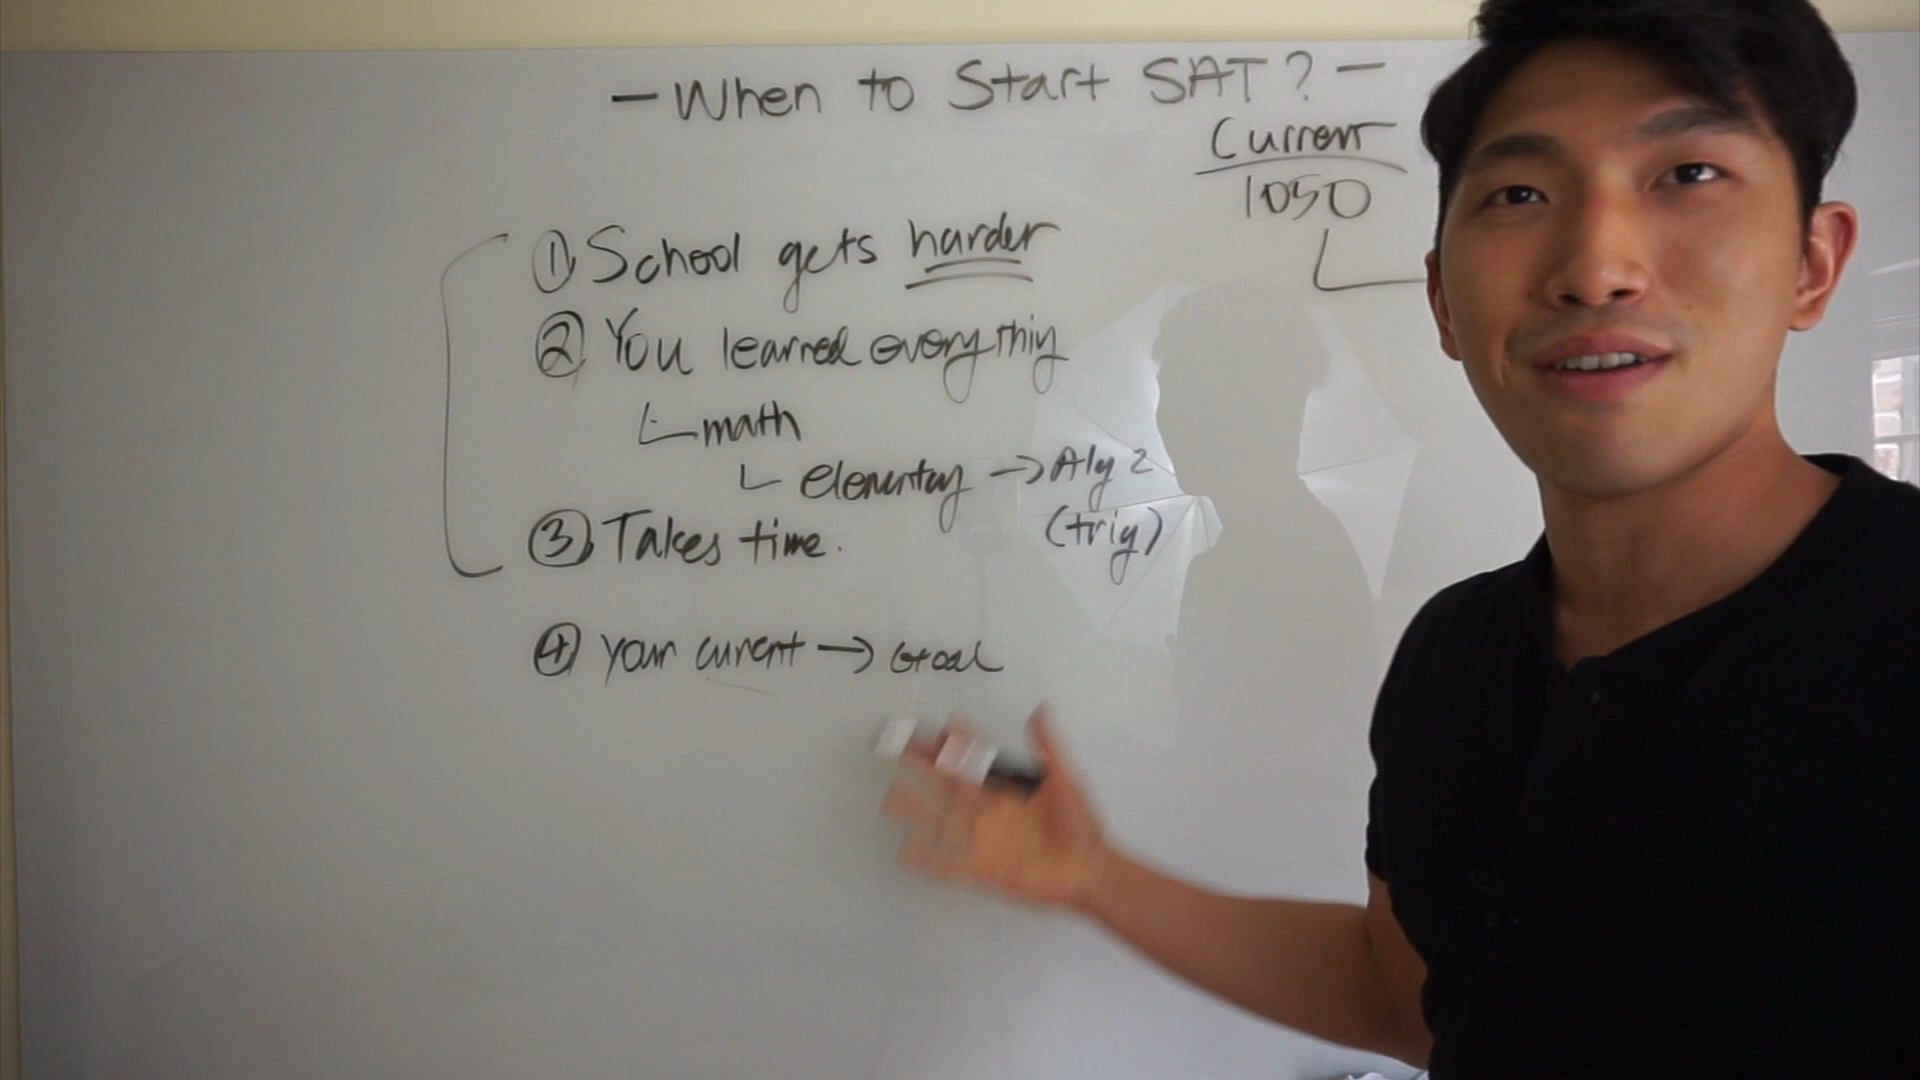 - When to Start SAT? -
Current
1050
① School gets harder
② You learned everything
math
elementary → Alg 2
(trig)
③ Takes time.
④ your current → Goal